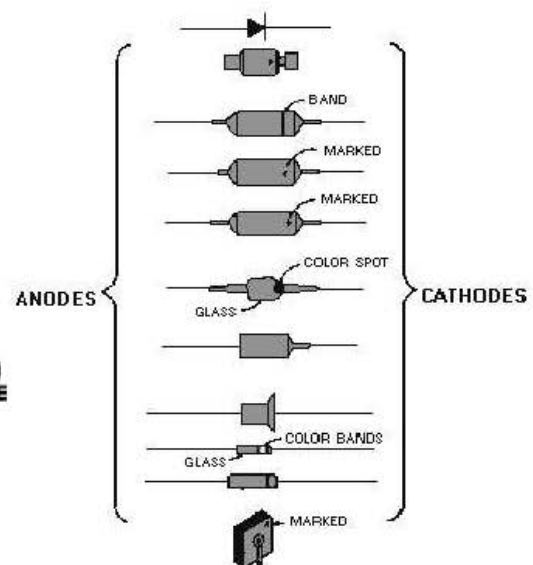 BAND
MARKED
MARKED
COLOR SPOT
ANODES
CATHODES
GLASS
COLOR BANDS
GLASS
MARKED